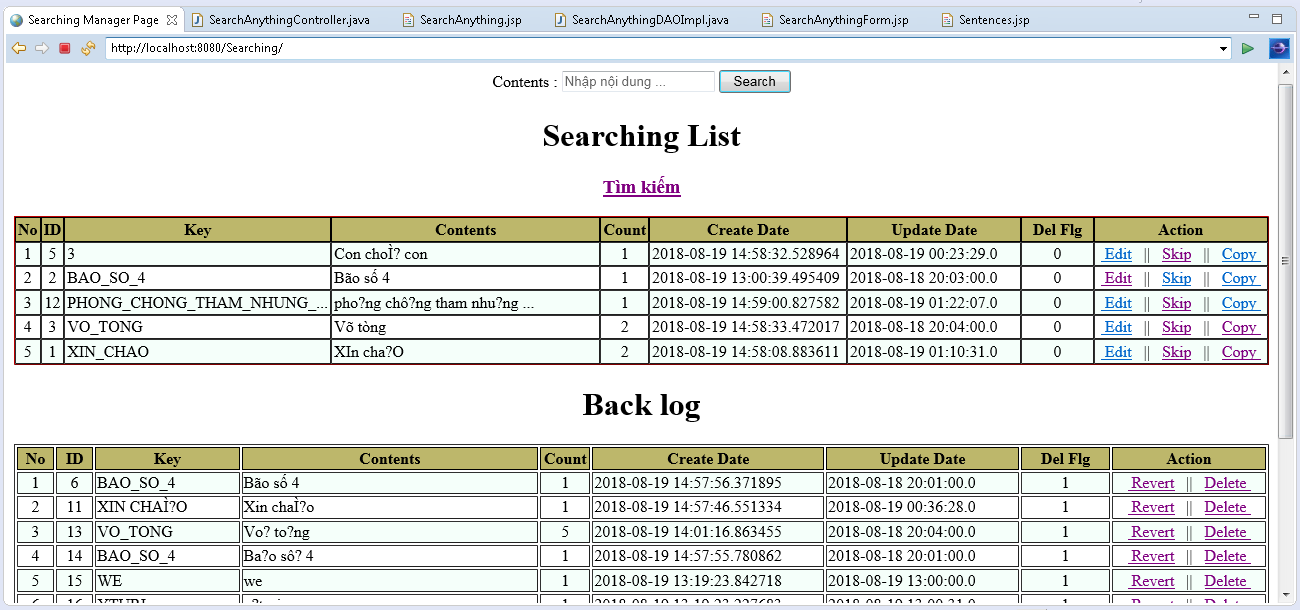 Searching Manager Page SearchAnythingController.java SearchAnything.jsp SearchAnythingDAOImpl.java SearchAnythingForm.jsp Sentences.jsp
http://localhost:8080/Searching/
Contents : Nhập nội dung ... Search
Searching List
Tìm kiếm
No ID Key Contents Count Create Date Update Date Del Flg Action
1 5 3 Con choÌ? con 1 2018-08-19 14:58:32.528964 2018-08-19 00:23:29.0 0 Edit || Skip || Copy
2 2 BAO_SO_4 Bão số 4 1 2018-08-19 13:00:39.495409 2018-08-18 20:03:00.0 0 Edit || Skip || Copy
3 12 PHONG_CHONG_THAM_NHUNG_... pho?ng chô?ng tham nhu?ng ... 1 2018-08-19 14:59:00.827582 2018-08-19 01:22:07.0 0 Edit || Skip || Copy
4 3 VO_TONG Võ tòng 2 2018-08-19 14:58:33.472017 2018-08-18 20:04:00.0 0 Edit || Skip || Copy
5 1 XIN_CHAO XIn cha?O 2 2018-08-19 14:58:08.883611 2018-08-19 01:10:31.0 0 Edit || Skip || Copy
Back log
No ID Key Contents Count Create Date Update Date Del Flg Action
1 6 BAO_SO_4 Bão số 4 1 2018-08-19 14:57:56.371895 2018-08-18 20:01:00.0 1 Revert || Delete
2 11 XIN CHAÌ?O Xin chaÌ?o 1 2018-08-19 14:57:46.551334 2018-08-19 00:36:28.0 1 Revert || Delete
3 13 VO_TONG Vo? to?ng 5 2018-08-19 14:01:16.863455 2018-08-18 20:04:00.0 1 Revert || Delete
4 14 BAO_SO_4 Ba?o sô? 4 1 2018-08-19 14:57:55.780862 2018-08-18 20:01:00.0 1 Revert || Delete
5 15 WE we 1 2018-08-19 13:19:23.842718 2018-08-19 13:00:00.0 1 Revert || Delete